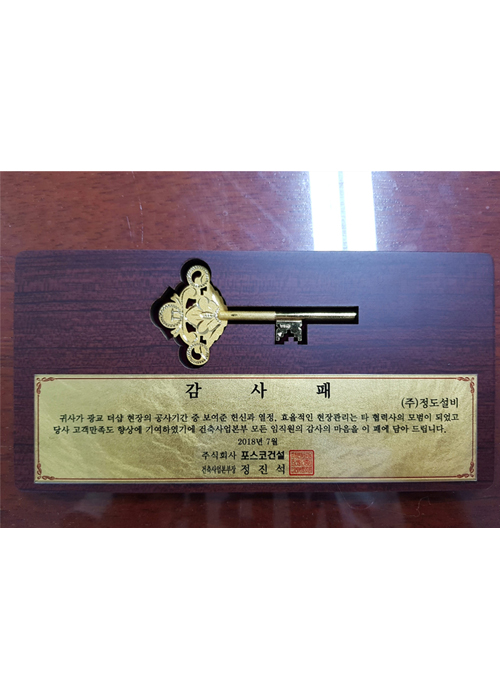 감 사 패
(주)정도설비
귀사가 광교 더샵 현장의 공사기간 중 보여준 헌신과 열정, 효율적인 현장관리는 타 협력사의 모범이 되었고
당사 고객만족도 향상에 기여하였기에 건축사업본부 모든 임직원의 감사의 마음을 이 패에 담아 드립니다.
2018년 7월
주식회사 포스코건설
건축사업본부장 정 진 석